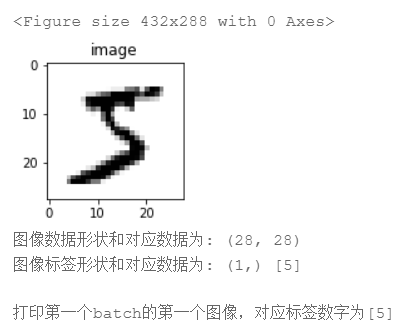 <Figure size 432x288 with 0 Axes>
image
0
10
20
0 10 20
图像数据形状和对应数据为: (28, 28)
图像标签形状和对应数据为: (1,) [5]
打印第一个batch的第一个图像，对应标签数字为[5]